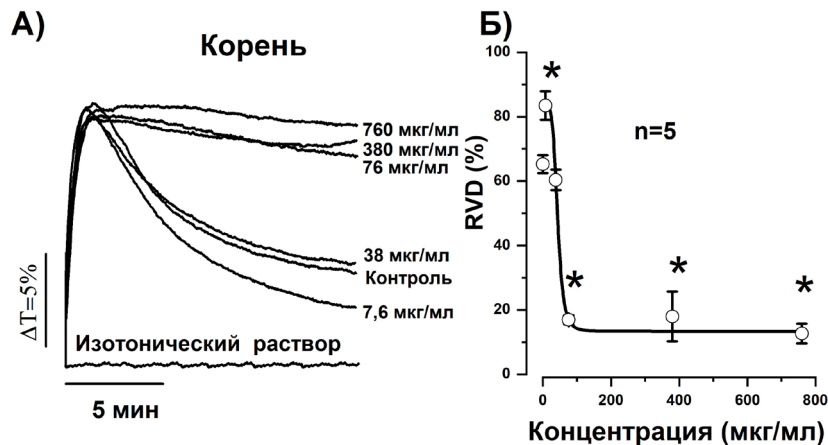 А)
Корень
760 мкг/мл
380 мкг/мл
76 мкг/мл
38 мкг/мл
Контроль
7,6 мкг/мл
ΔT=5%
Изотонический раствор
5 мин
Б)
100
80
60
40
20
0
RVD (%)
*
n=5
*
*
*
0
200
400
600
800
Концентрация (мкг/мл)